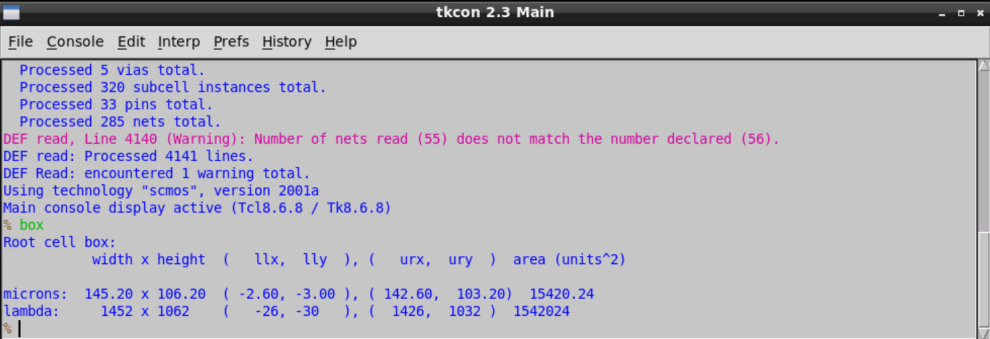 tkcon 2.3 Main
File Console Edit Interp Prefs History Help
Processed 5 vias total.
Processed 320 subcell instances total.
Processed 33 pins total.
Processed 285 nets total.
DEF read, Line 4140 (Warning): Number of nets read (55) does not match the number declared (56).
DEF read: Processed 4141 lines.
DEF Read: encountered 1 warning total.
Using technology "scmos", version 2001a
Main console display active (Tcl8.6.8 / Tk8.6.8)
% box
Root cell box:
width x height ( llx, lly ), ( urx, ury ) area (units^2)
microns: 145.20 x 106.20 ( -2.60, -3.00 ), ( 142.60, 103.20) 15420.24
lambda: 1452 x 1062 ( -26, -30 ), ( 1426, 1032 ) 1542024
%